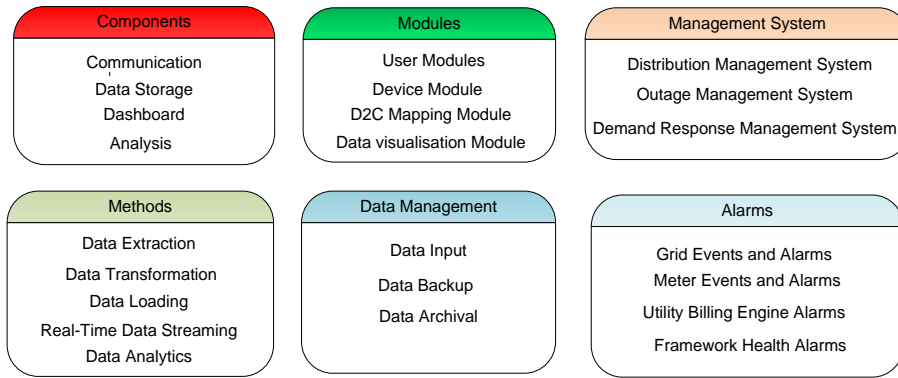 Components
Communication
Data Storage
Dashboard
Analysis
Modules
User Modules
Device Module
D2C Mapping Module
Data visualisation Module
Management System
Distribution Management System
Outage Management System
Demand Response Management System
Methods
Data Extraction
Data Transformation
Data Loading
Real-Time Data Streaming
Data Analytics
Data Management
Data Input
Data Backup
Data Archival
Alarms
Grid Events and Alarms
Meter Events and Alarms
Utility Billing Engine Alarms
Framework Health Alarms